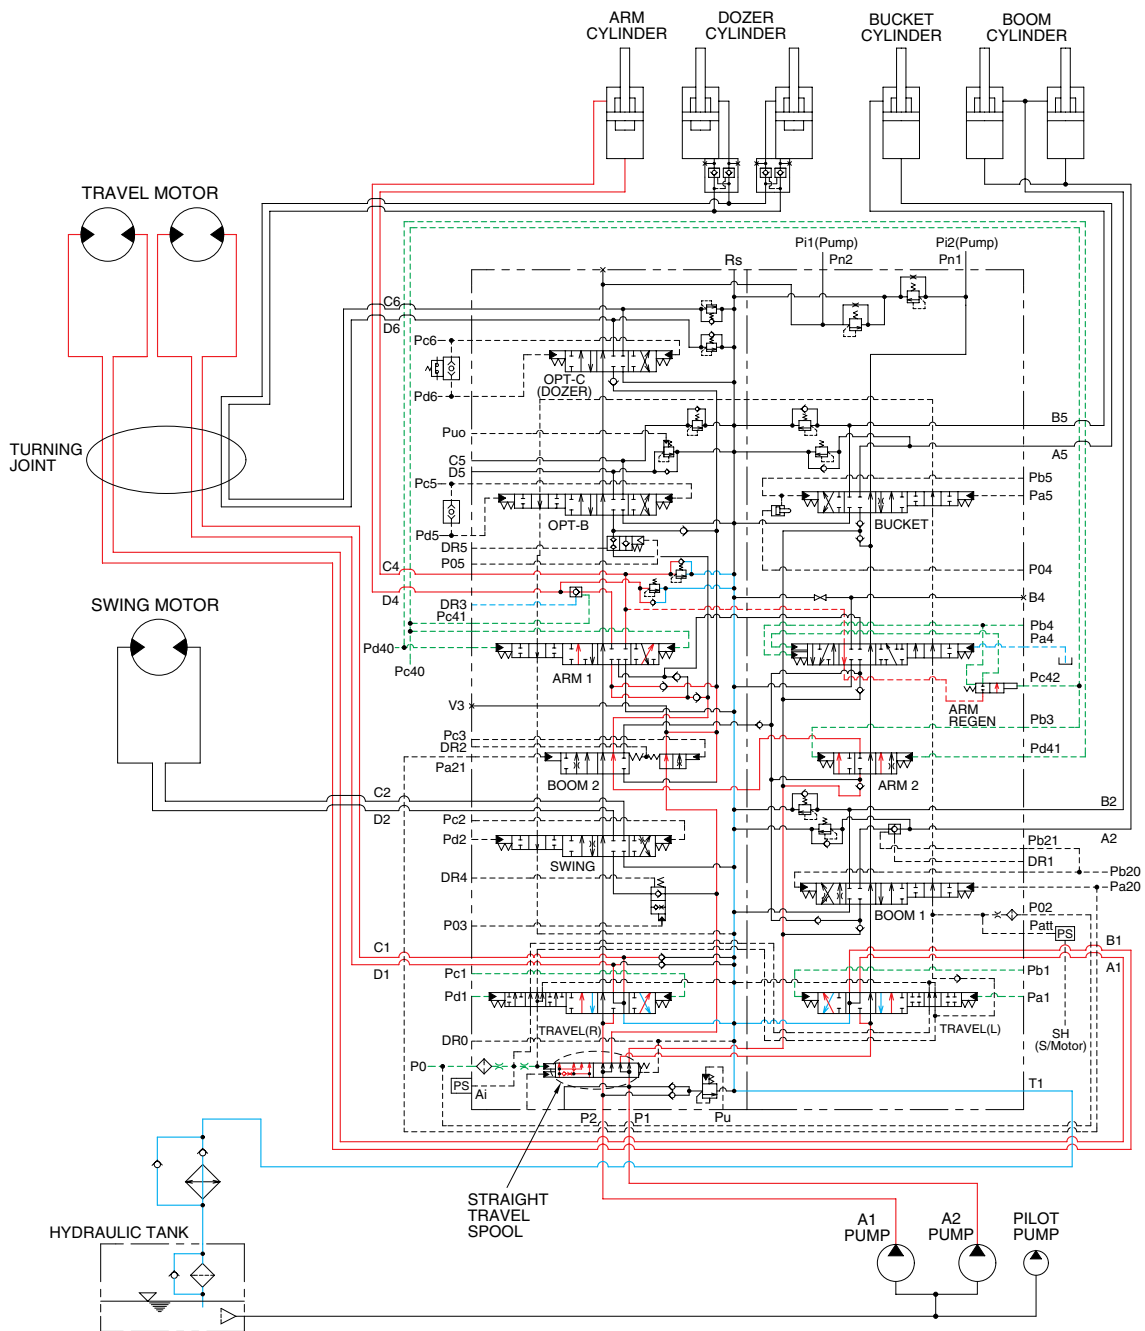 ARM
CYLINDER
DOZER
CYLINDER
BUCKET
CYLINDER
BOOM
CYLINDER
TRAVEL MOTOR
Pi1(Pump)
Pn2
Pi2(Pump)
Pn1
Rs
C6
D6
Pc6
Pd6
OPT-C
(DOZER)
Puo
C5
D5
Pc5
Pd5
OPT-B
DR5
P05
B5
A5
Pb5
Pa5
BUCKET
P04
TURNING
JOINT
C4
D4
DR3
Pc41
Pd40
Pc40
ARM 1
B4
Pb4
Pa4
Pc42
ARM
REGEN
SWING MOTOR
V3
Pc3
DR2
Pa21
BOOM 2
Pb3
Pd41
ARM 2
C2
D2
Pc2
Pd2
SWING
DR4
P03
B2
A2
Pb21
DR1
Pb20
Pa20
BOOM 1
P02
Patt
PS
C1
D1
Pc1
Pd1
TRAVEL(R)
DR0
B1
A1
Pb1
Pa1
TRAVEL(L)
SH
(S/Motor)
P0
PS
Ai
P2
P1
Pu
T1
STRAIGHT
TRAVEL
SPOOL
HYDRAULIC TANK
A1
PUMP
A2
PUMP
PILOT
PUMP